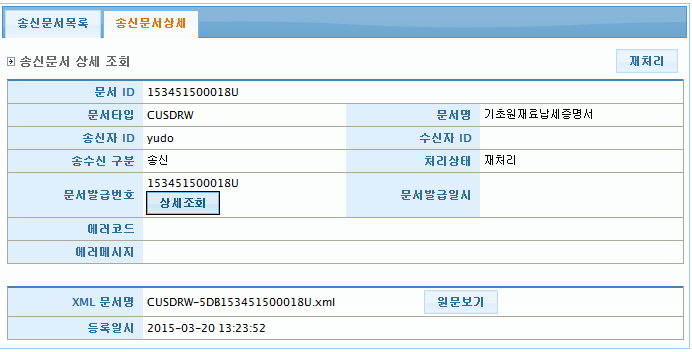 송신문서목록 송신문서상세
송신문서 상세 조회 재처리
문서 ID 153451500018U
문서타입 CUSDRW 문서명 기초원재료납세증명서
송신자 ID yudo 수신자 ID
송수신 구분 송신 처리상태 재처리
문서발급번호 153451500018U 상세조회 문서발급일시
에러코드
에러메시지
XML 문서명 CUSDRW-5DB153451500018U.xml 원문보기
등록일시 2015-03-20 13:23:52